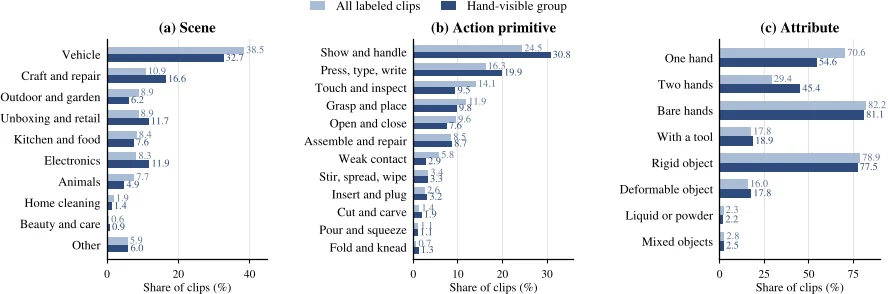 All labeled clips Hand-visible group
(a) Scene
Vehicle 38.5 32.7
Craft and repair 10.9 16.6
Outdoor and garden 8.9 6.2
Unboxing and retail 8.9 11.7
Kitchen and food 8.4 7.6
Electronics 8.3 11.9
Animals 7.7 4.9
Home cleaning 1.9 1.4
Beauty and care 0.6 0.9
Other 5.9 6.0
0 20 40
Share of clips (%)
(b) Action primitive
Show and handle 24.5 30.8
Press, type, write 16.3 19.9
Touch and inspect 14.1 9.5
Grasp and place 11.9 9.8
Open and close 9.6 7.6
Assemble and repair 8.5 8.7
Weak contact 5.8 2.9
Stir, spread, wipe 3.4 3.3
Insert and plug 2.6 3.2
Cut and carve 1.4 1.9
Pour and squeeze 1.1 1.1
Fold and knead 0.7 1.3
0 10 20 30
Share of clips (%)
(c) Attribute
One hand 70.6 54.6
Two hands 29.4 45.4
Bare hands 82.2 81.1
With a tool 17.8 18.9
Rigid object 78.9 77.5
Deformable object 16.0 17.8
Liquid or powder 2.3 2.2
Mixed objects 2.8 2.5
0 25 50 75
Share of clips (%)